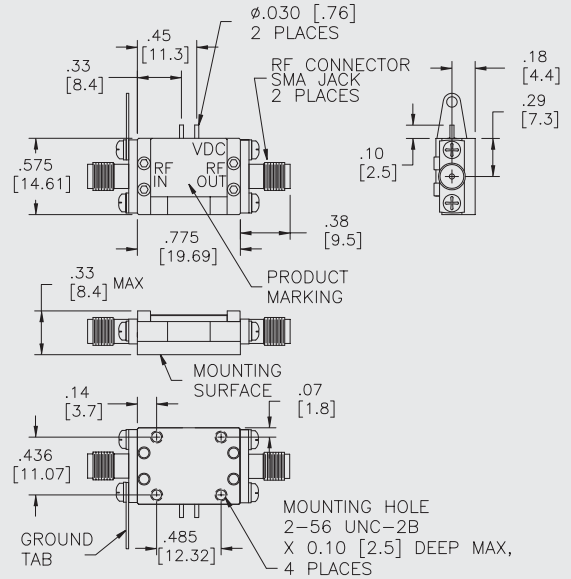 ø.030 [.76]
2 PLACES
.45
[11.3]
.33
[8.4]
RF CONNECTOR
SMA JACK
2 PLACES
.18
[4.4]
.29
[7.3]
.10
[2.5]
.575
[14.61]
VDC
RF
IN
RF
OUT
.775
[19.69]
.38
[9.5]
PRODUCT
MARKING
.33
[8.4] MAX
MOUNTING
SURFACE
.14
[3.7]
.07
[1.8]
.436
[11.07]
GROUND
TAB
.485
[12.32]
MOUNTING HOLE
2-56 UNC-2B
X 0.10 [2.5] DEEP MAX,
4 PLACES